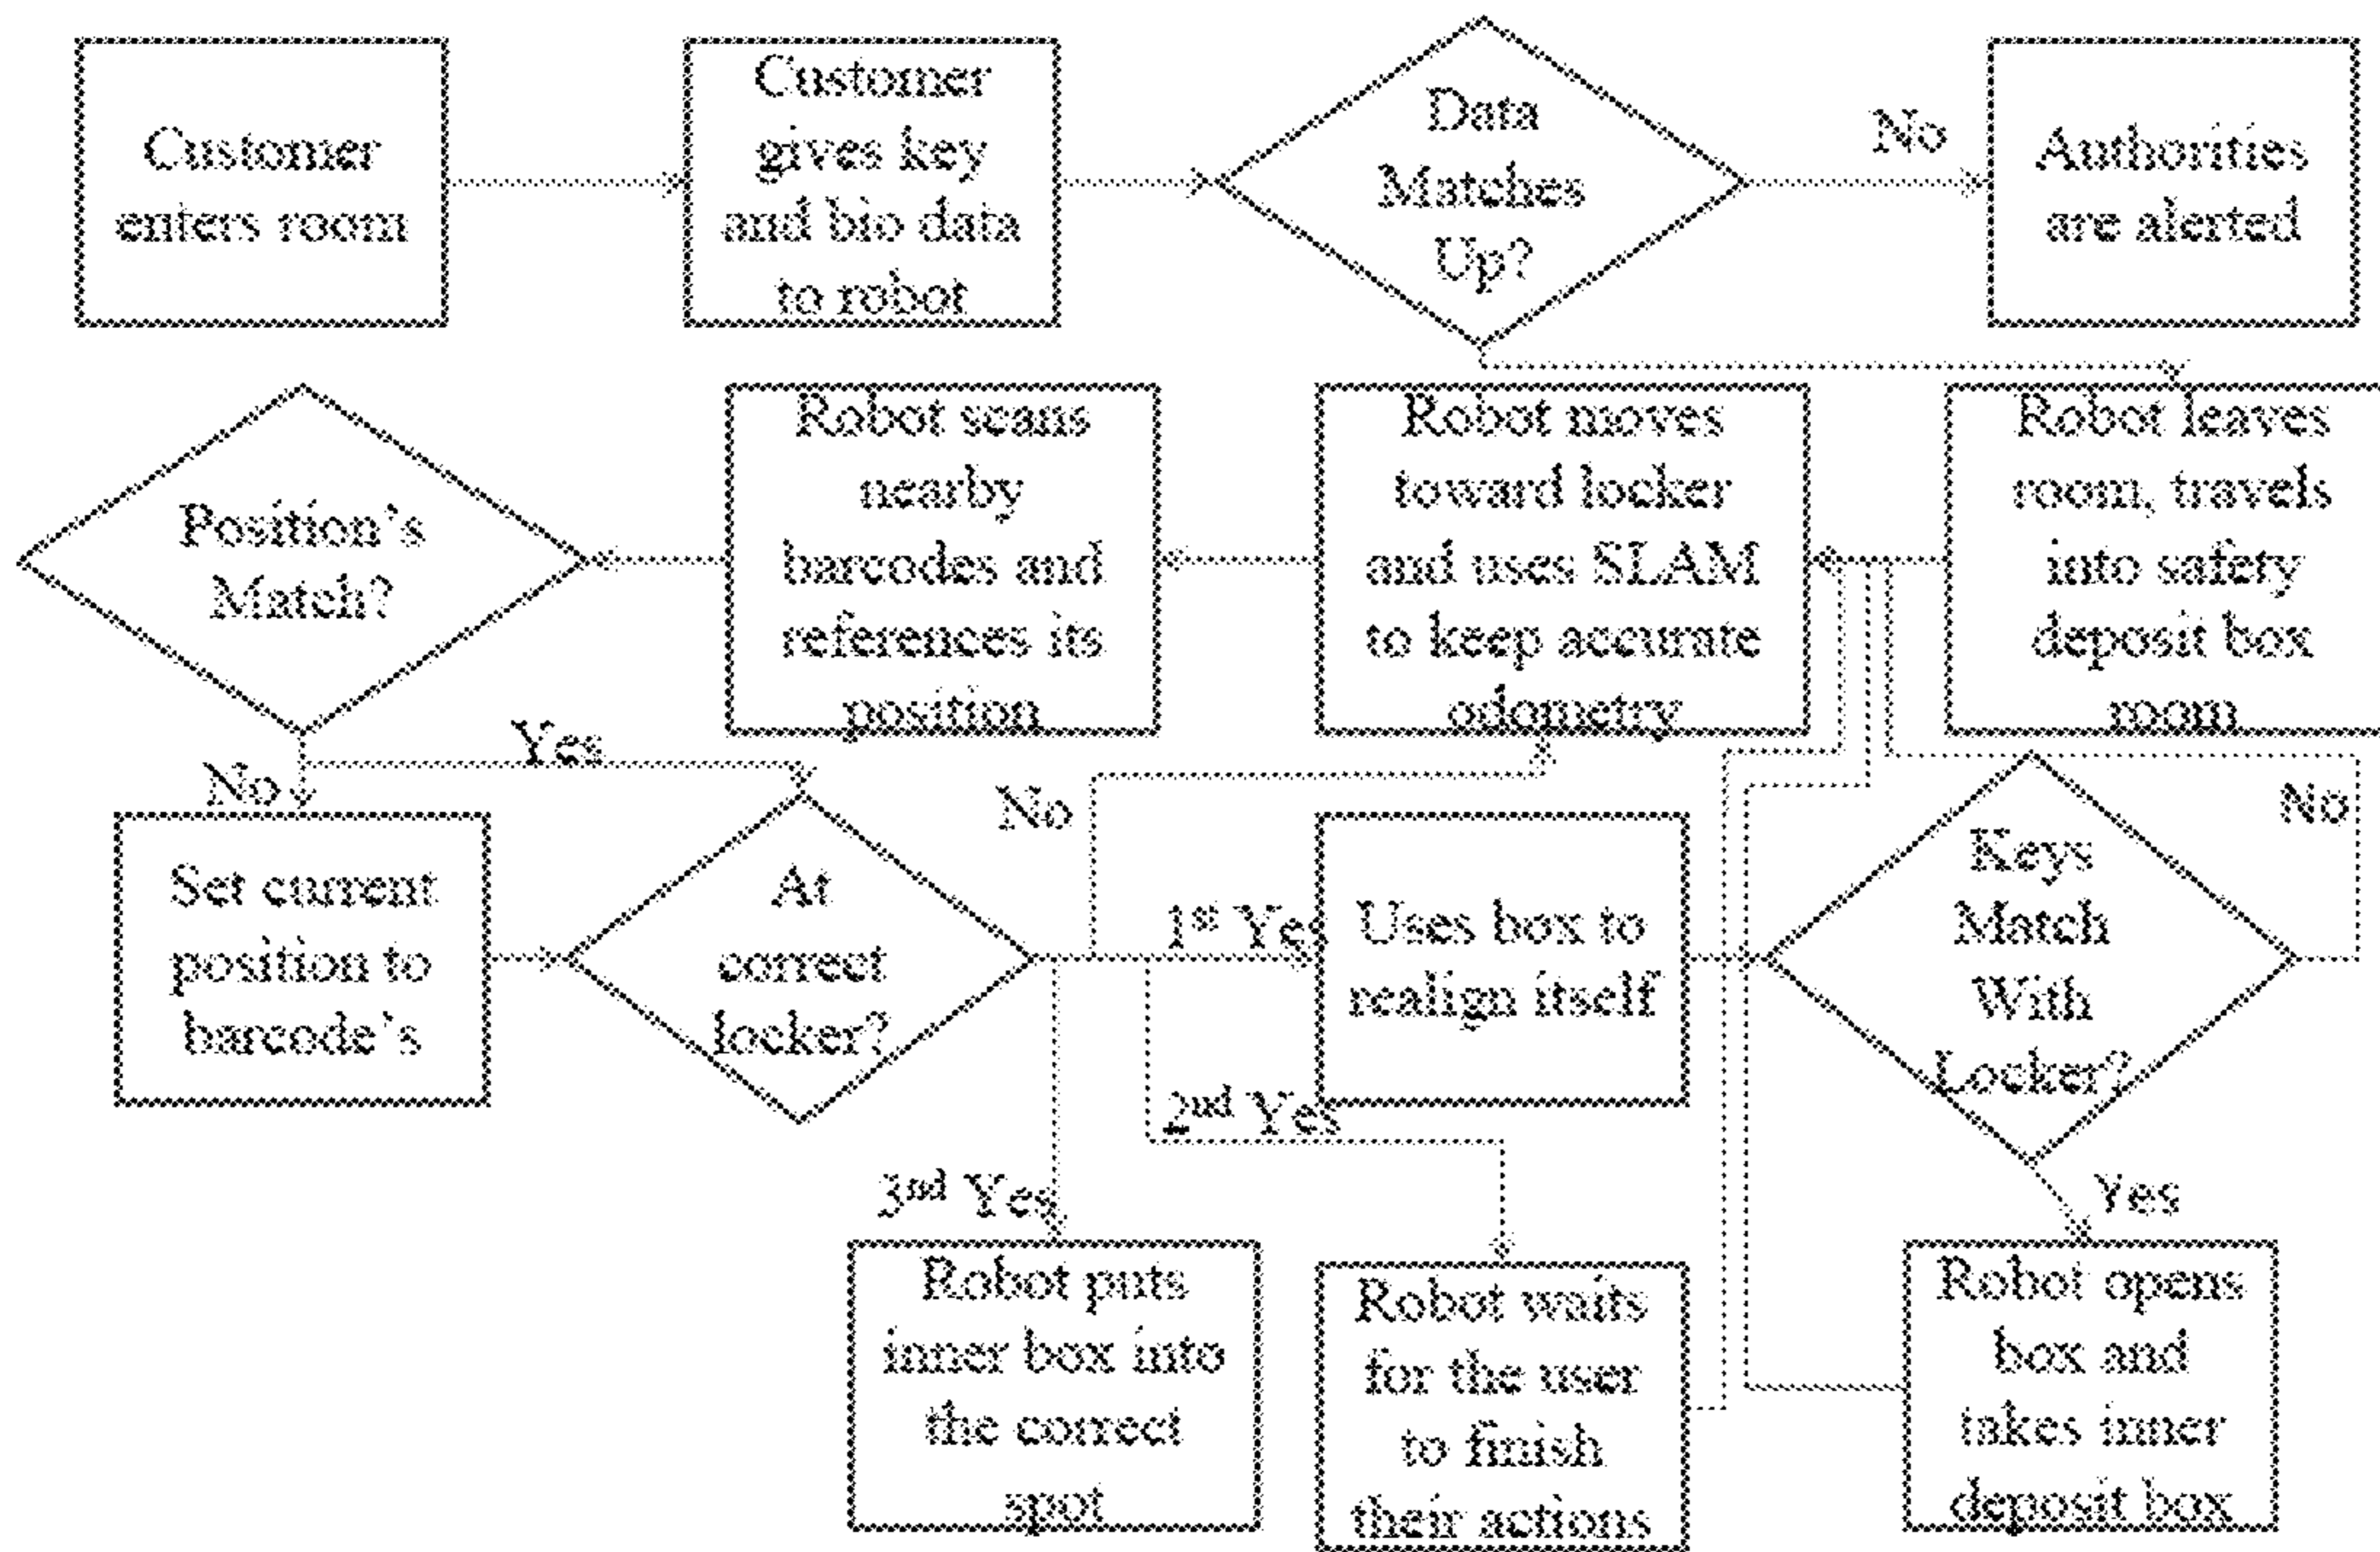 Customer
enters room
Customer
gives key
and bio data
to robot
Data
Matches
Up?
No
Authorities
are alerted
Position's
Match?
Robot scans
nearby
barcodes and
references its
position
Robot moves
toward locker
and uses SLAM
to keep accurate
odometry
Robot leaves
room, travels
into safety
deposit box
room
Yes
No
Set current
position to
barcode's
At
correct
locker?
No
1st Yes
Uses box to
realign itself
Keys
Match
With
Locker?
No
2nd Yes
3nd Yes
Yes
Robot puts
inner box into
the correct
spot
Robot waits
for the user
to finish
their actions
Robot opens
box and
takes inner
deposit box